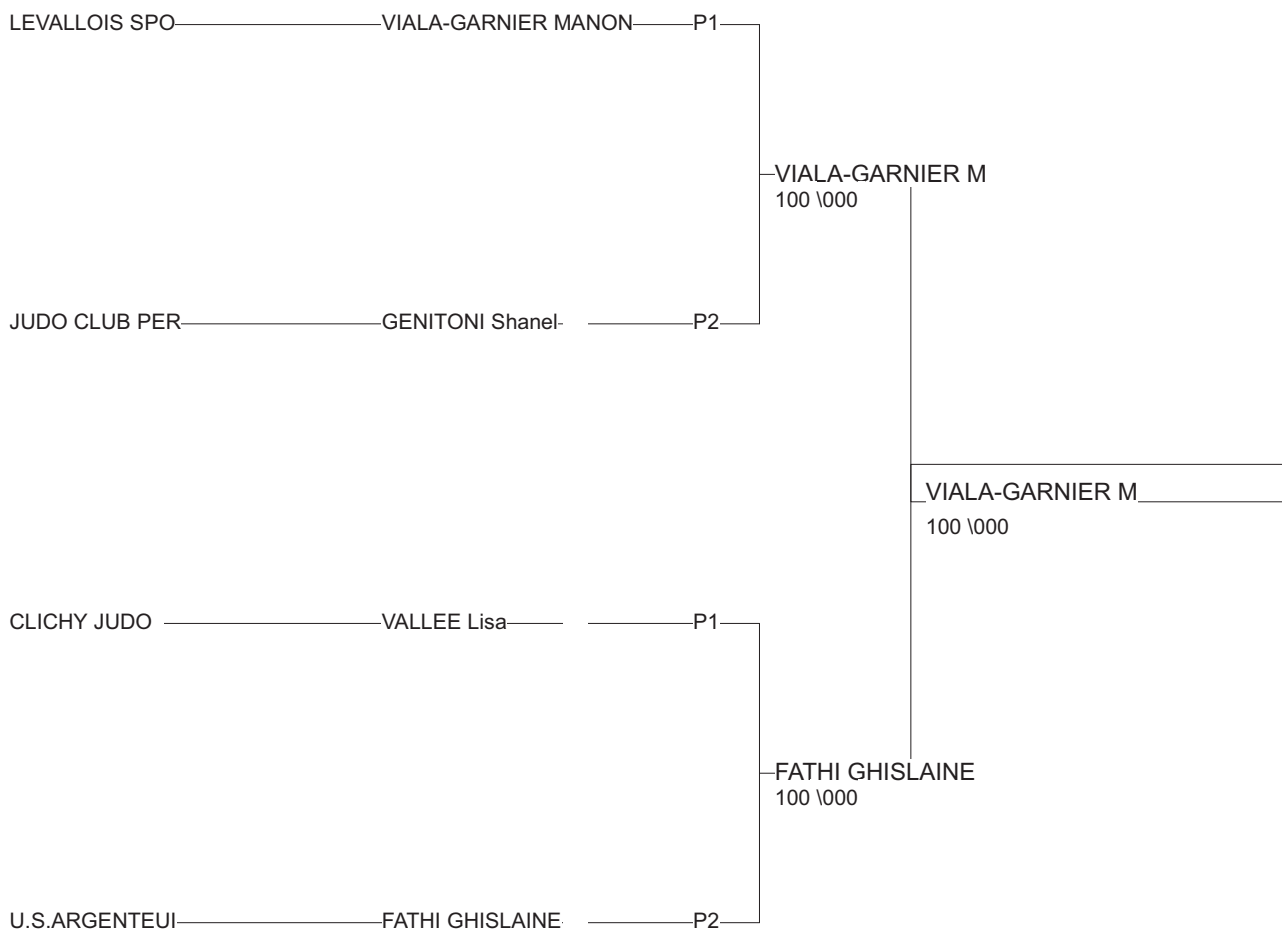 LEVALLOIS SPO VIALA-GARNIER MANON P1
VIALA-GARNIER M
100 \000
JUDO CLUB PER GENITONI Shanel P2
VIALA-GARNIER M
100 \000
CLICHY JUDO VALLEE Lisa P1
FATHI GHISLAINE
100 \000
U.S.ARGENTEUI FATHI GHISLAINE P2